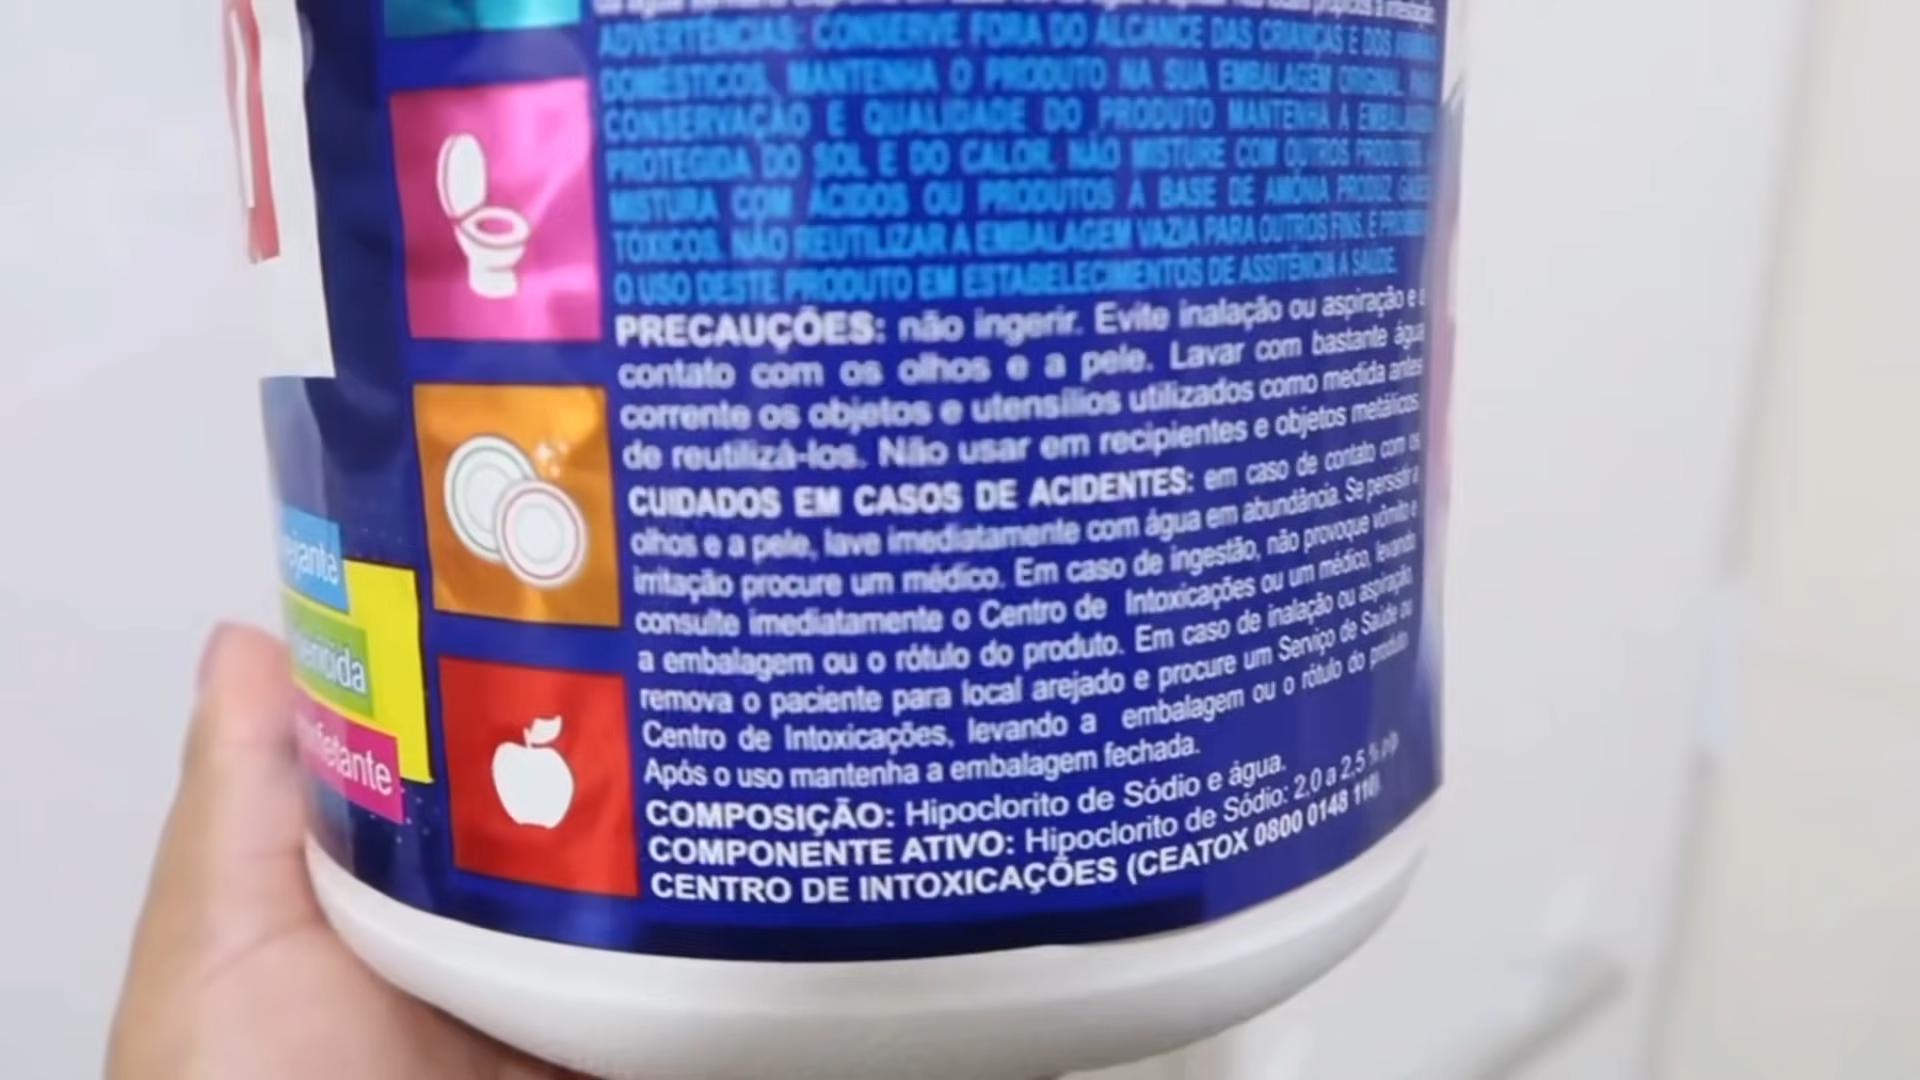 ADVERTÊNCIAS: CONSERVE FORA DO ALCANCE DAS CRIANÇAS E DOS
DOMÉSTICOS. MANTENHA O PRODUTO NA SUA EMBALAGEM ORIGINAL. PARA
CONSERVAÇÃO E QUALIDADE DO PRODUTO MANTENHA A EMBALAGEM
PROTEGIDA DO SOL E DO CALOR. NÃO MISTURE COM OUTROS PRODUTOS. A
MISTURA COM ÁCIDOS OU PRODUTOS A BASE DE AMÔNIA PRODUZ GASES
TÓXICOS. NÃO REUTILIZAR A EMBALAGEM VAZIA PARA OUTROS FINS. É
O USO DESTE PRODUTO EM ESTABELECIMENTOS DE ASSITÊNCIA A SAÚDE.
PRECAUÇÕES: não ingerir. Evite inalação ou aspiração e
contato com os olhos e a pele. Lavar com bastante água
corrente os objetos e utensílios utilizados como medida antes
de reutilizá-los. Não usar em recipientes e objetos metálicos.
CUIDADOS EM CASOS DE ACIDENTES: em caso de contato com os
olhos e a pele, lave imediatamente com água em abundância. Se persistir a
irritação procure um médico. Em caso de ingestão, não provoque vômito e
consulte imediatamente o Centro de Intoxicações ou um médico, levando
a embalagem ou o rótulo do produto. Em caso de inalação ou aspiração,
remova o paciente para local arejado e procure um Serviço de Saúde ou
Centro de Intoxicações, levando a embalagem ou o rótulo do produto
Após o uso mantenha a embalagem fechada.
COMPOSIÇÃO: Hipoclorito de Sódio e água.
COMPONENTE ATIVO: Hipoclorito de Sódio: 2,0 a 2,5 % p/p
CENTRO DE INTOXICAÇÕES (CEATOX 0800 0148 110)